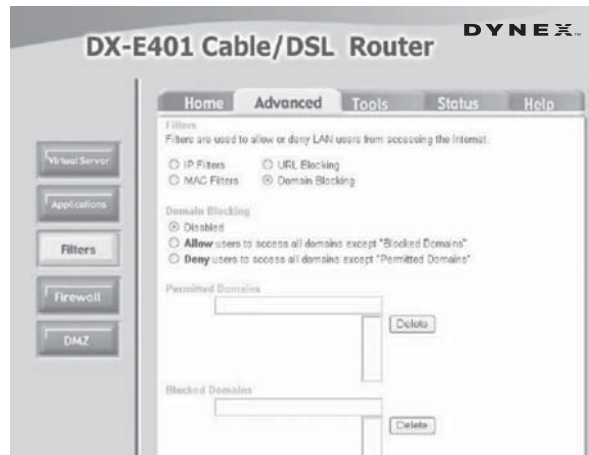 DYNEX™
DX-E401 Cable/DSL Router
Home Advanced Tools Status Help
Filters
Filters are used to allow or deny LAN users from accessing the Internet.
IP Filters URL Blocking
MAC Filters Domain Blocking
Virtual Server
Applications
Filters
Firewall
DMZ
Domain Blocking
Disabled
Allow users to access all domains except "Blocked Domains"
Deny users to access all domains except "Permitted Domains"
Permitted Domains
Delete
Blocked Domains
Delete